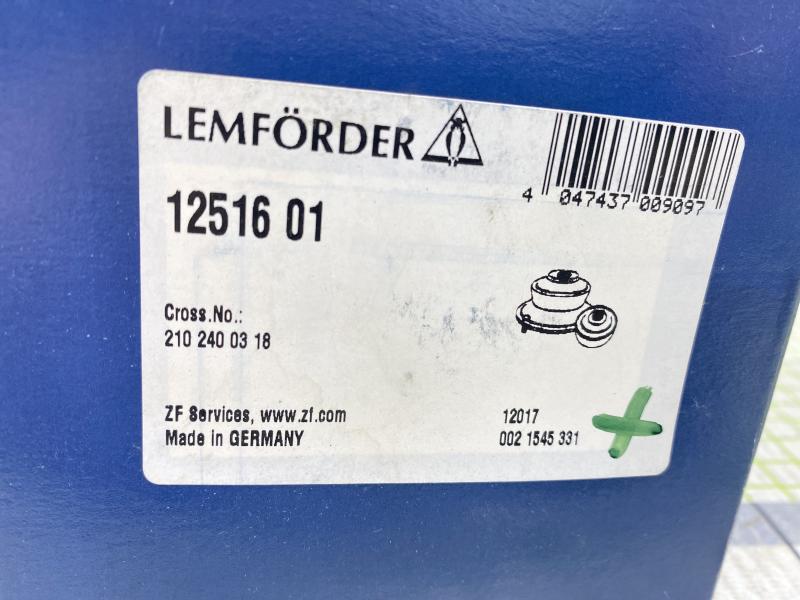 LEMFÖRDER
4 047437 009097
12516 01
Cross.No.:
210 240 03 18
ZF Services, www.zf.com
Made in GERMANY
12017
002 1545 331